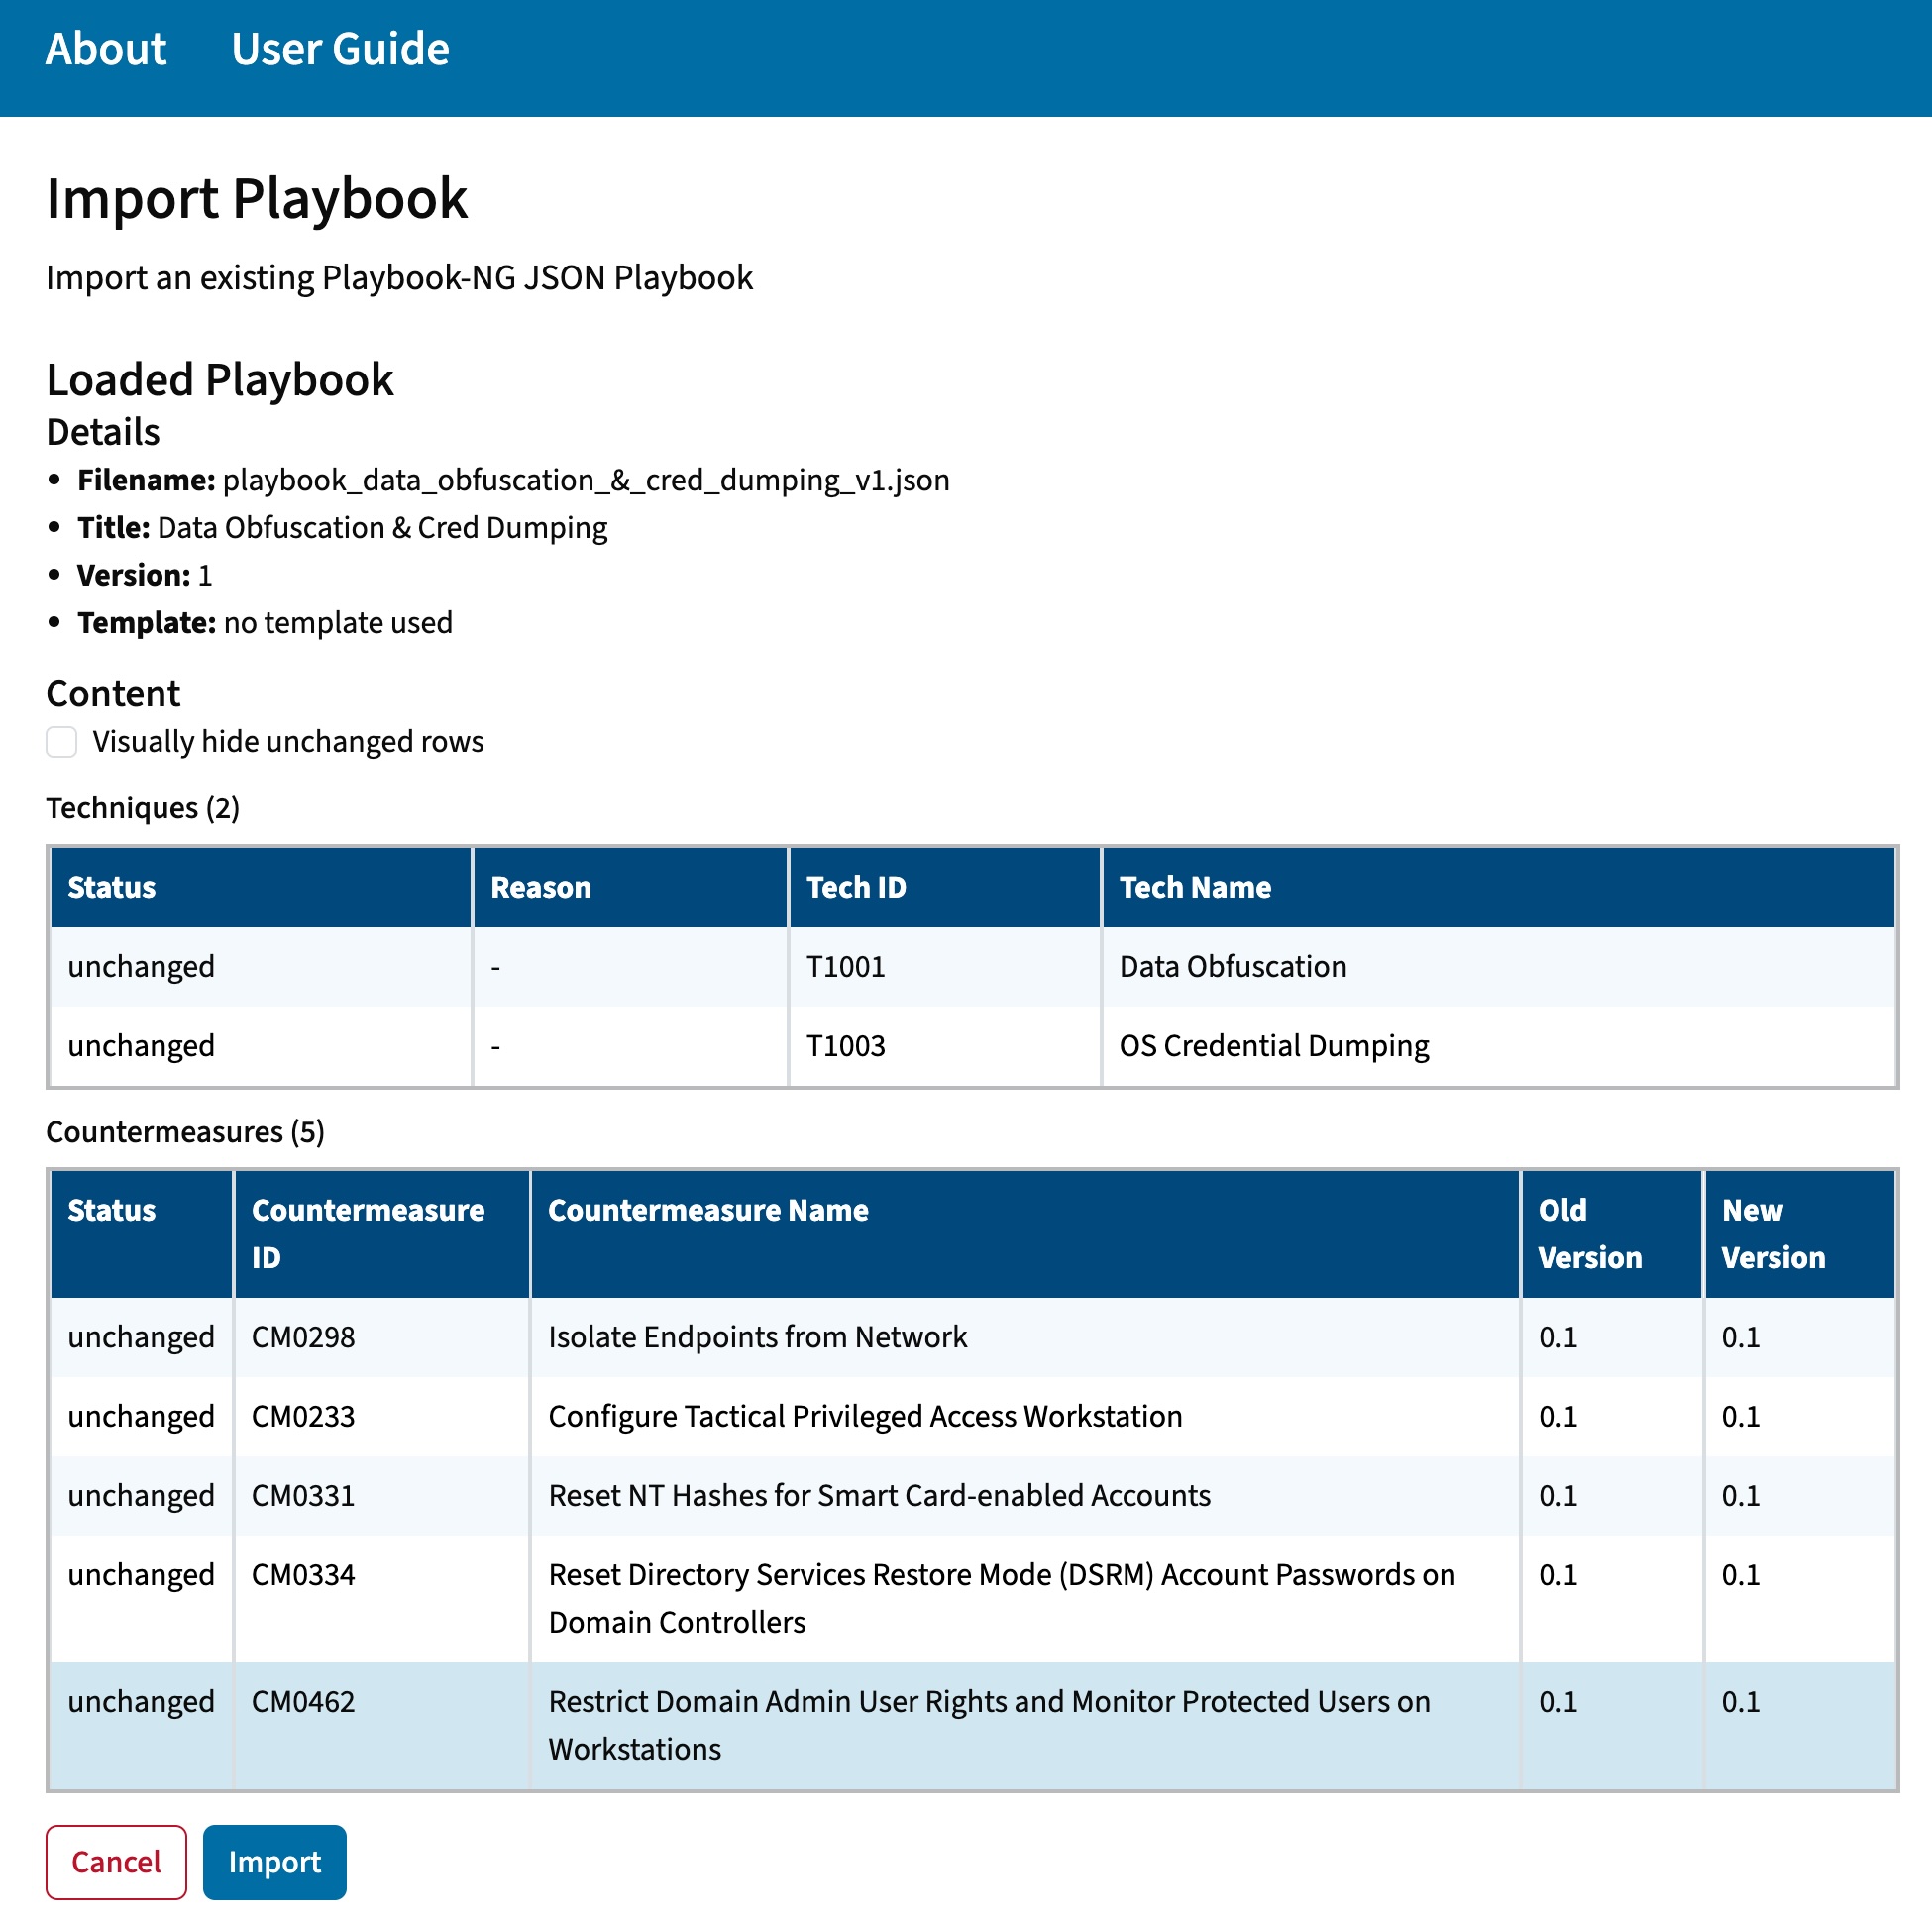 About User Guide
Import Playbook
Import an existing Playbook-NG JSON Playbook
Loaded Playbook
Details
• Filename: playbook_data_obfuscation_&_cred_dumping_v1.json
• Title: Data Obfuscation & Cred Dumping
• Version: 1
• Template: no template used
Content
Visually hide unchanged rows
Techniques (2)
Status Reason Tech ID Tech Name
unchanged - T1001 Data Obfuscation
unchanged - T1003 OS Credential Dumping
Countermeasures (5)
Status Countermeasure Countermeasure Name Old New
ID Version Version
unchanged CM0298 Isolate Endpoints from Network 0.1 0.1
unchanged CM0233 Configure Tactical Privileged Access Workstation 0.1 0.1
unchanged CM0331 Reset NT Hashes for Smart Card-enabled Accounts 0.1 0.1
unchanged CM0334 Reset Directory Services Restore Mode (DSRM) Account Passwords on 0.1 0.1
Domain Controllers
unchanged CM0462 Restrict Domain Admin User Rights and Monitor Protected Users on 0.1 0.1
Workstations
Cancel Import